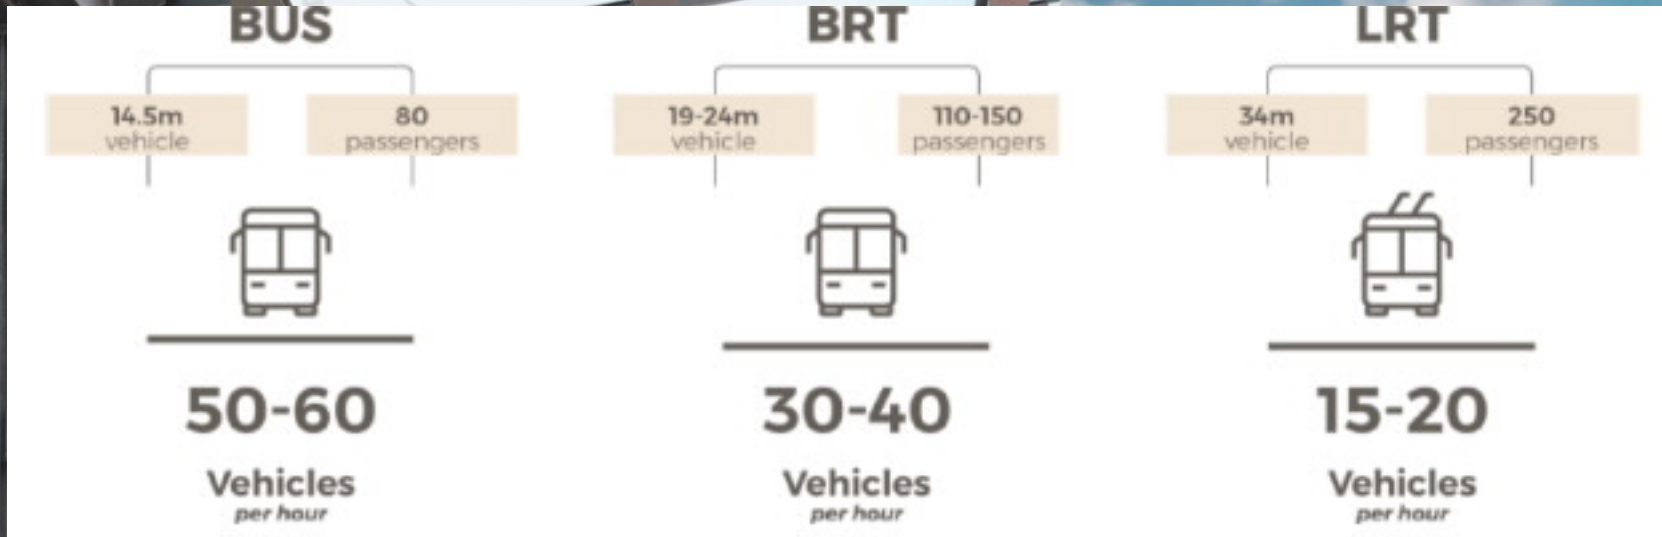 BUS
14.5m
vehicle
80
passengers
50-60
Vehicles
per hour
BRT
19-24m
vehicle
110-150
passengers
30-40
Vehicles
per hour
LRT
34m
vehicle
250
passengers
15-20
Vehicles
per hour